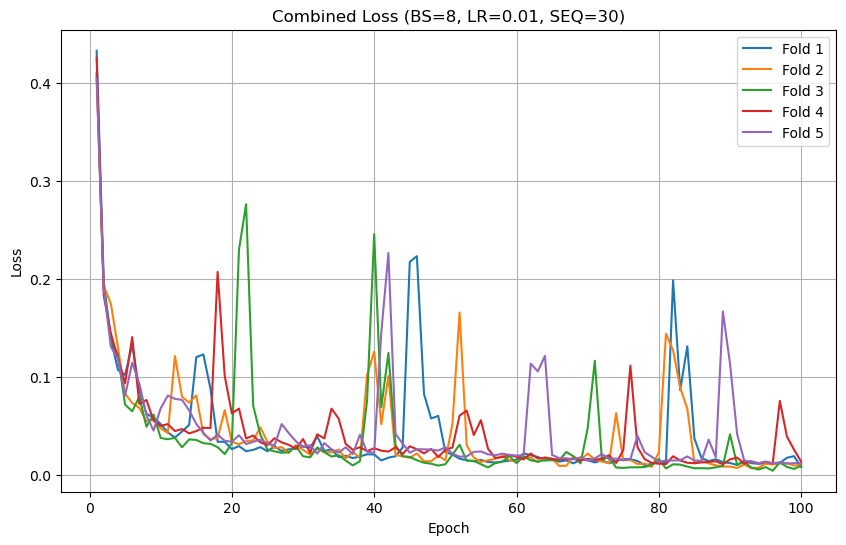 Combined Loss (BS=8, LR=0.01, SEQ=30)
Fold 1
Fold 2
Fold 3
Fold 4
Fold 5
0.4
0.3
0.2
0.1
0.0
Loss
0 20 40 60 80 100
Epoch